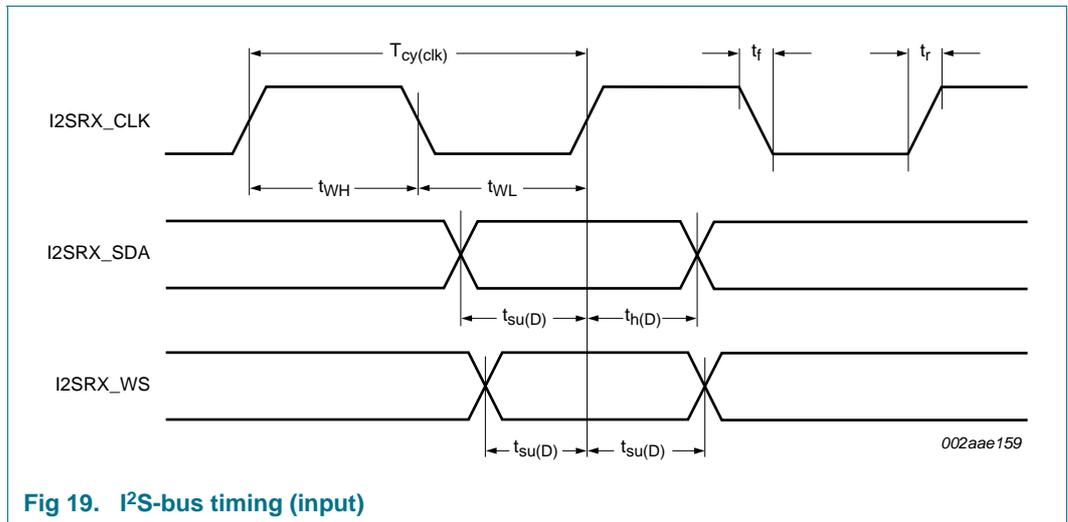 T_cy(clk) t_f t_r
I2SRX_CLK
t_WH t_WL
I2SRX_SDA
t_su(D) t_h(D)
I2SRX_WS
t_su(D) t_su(D)
002aae159
Fig 19. I²S-bus timing (input)